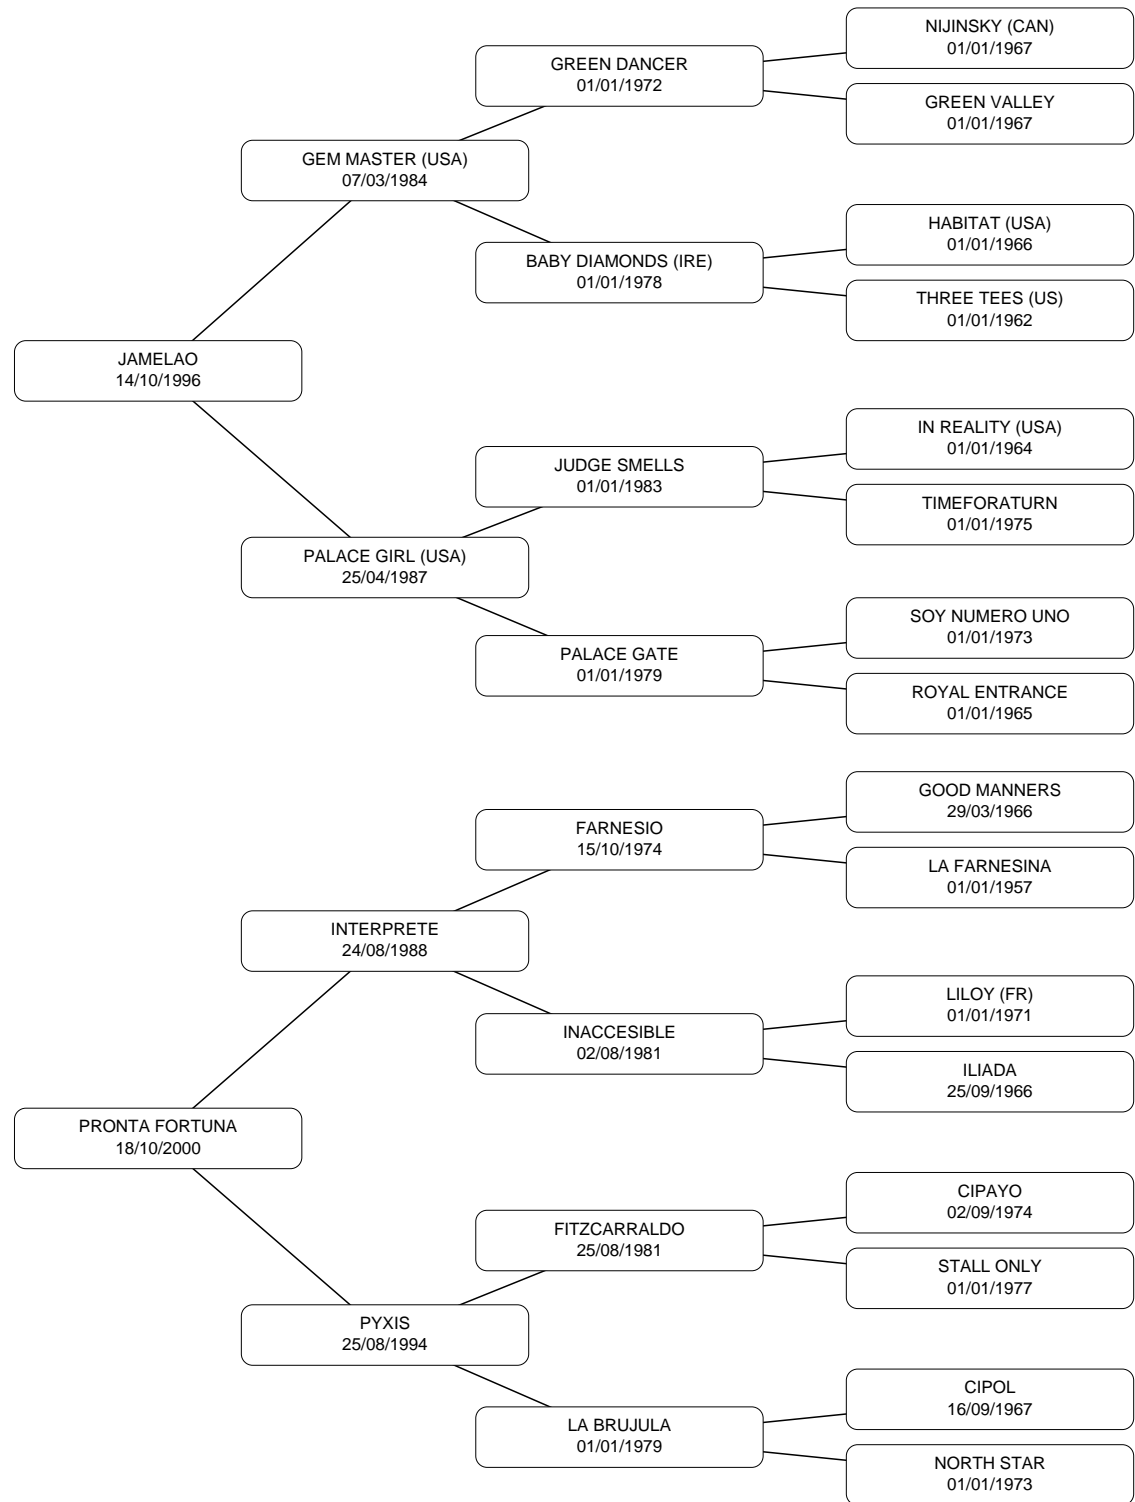 NIJINSKY (CAN)
01/01/1967
GREEN DANCER
01/01/1972
GREEN VALLEY
01/01/1967
GEM MASTER (USA)
07/03/1984
HABITAT (USA)
01/01/1966
BABY DIAMONDS (IRE)
01/01/1978
THREE TEES (US)
01/01/1962
JAMELAO
14/10/1996
IN REALITY (USA)
01/01/1964
JUDGE SMELLS
01/01/1983
TIMEFORATURN
01/01/1975
PALACE GIRL (USA)
25/04/1987
SOY NUMERO UNO
01/01/1973
PALACE GATE
01/01/1979
ROYAL ENTRANCE
01/01/1965
GOOD MANNERS
29/03/1966
FARNESIO
15/10/1974
LA FARNESINA
01/01/1957
INTERPRETE
24/08/1988
LILOY (FR)
01/01/1971
INACCESIBLE
02/08/1981
ILIADA
25/09/1966
PRONTA FORTUNA
18/10/2000
CIPAYO
02/09/1974
FITZCARRALDO
25/08/1981
STALL ONLY
01/01/1977
PYXIS
25/08/1994
CIPOL
16/09/1967
LA BRUJULA
01/01/1979
NORTH STAR
01/01/1973